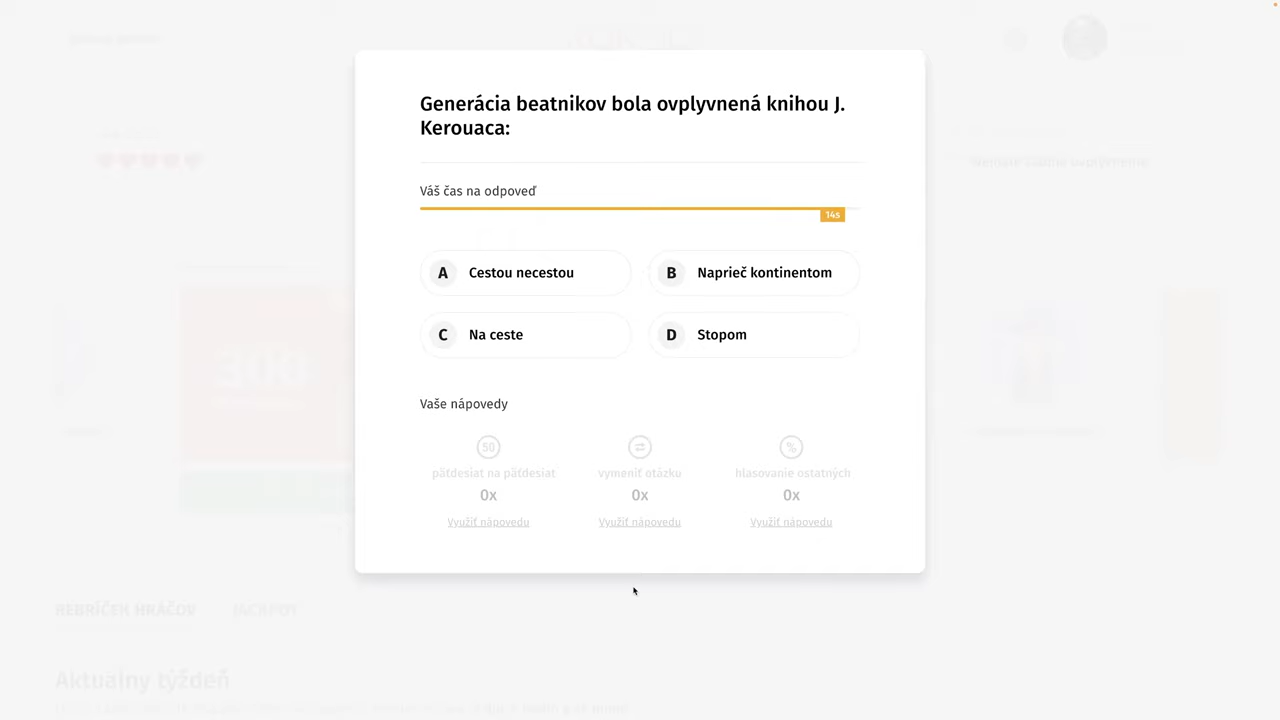 Generácia beatnikov bola ovplyvnená knihou J.
Kerouaca:
Váš čas na odpoveď
14s
A Cestou necestou
B Naprieč kontinentom
C Na ceste
D Stopom
Vaše nápovedy
50
%
päťdesiat na päťdesiat
vymeniť otázku
hlasovanie ostatných
0x
0x
0x
Využiť nápovedu
Využiť nápovedu
Využiť nápovedu
300
REBRÍČEK HRÁČOV
JACKPOT
Aktuálny týždeň